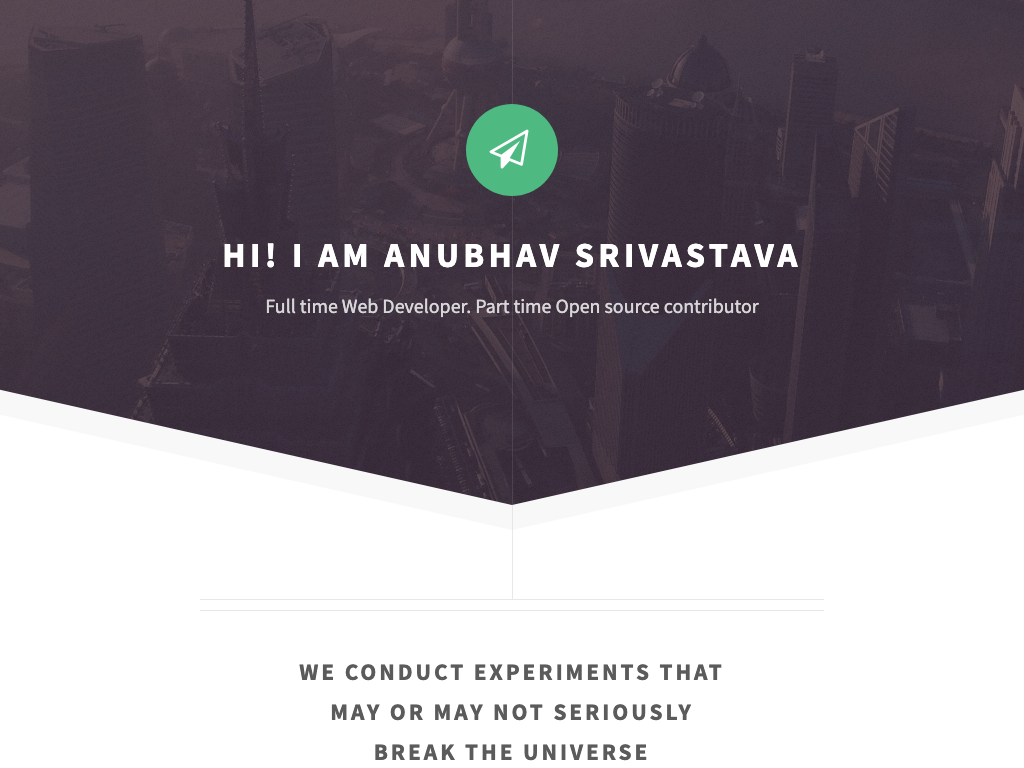 HI! I AM ANUBHAV SRIVASTAVA
Full time Web Developer. Part time Open source contributor
WE CONDUCT EXPERIMENTS THAT
MAY OR MAY NOT SERIOUSLY
BREAK THE UNIVERSE